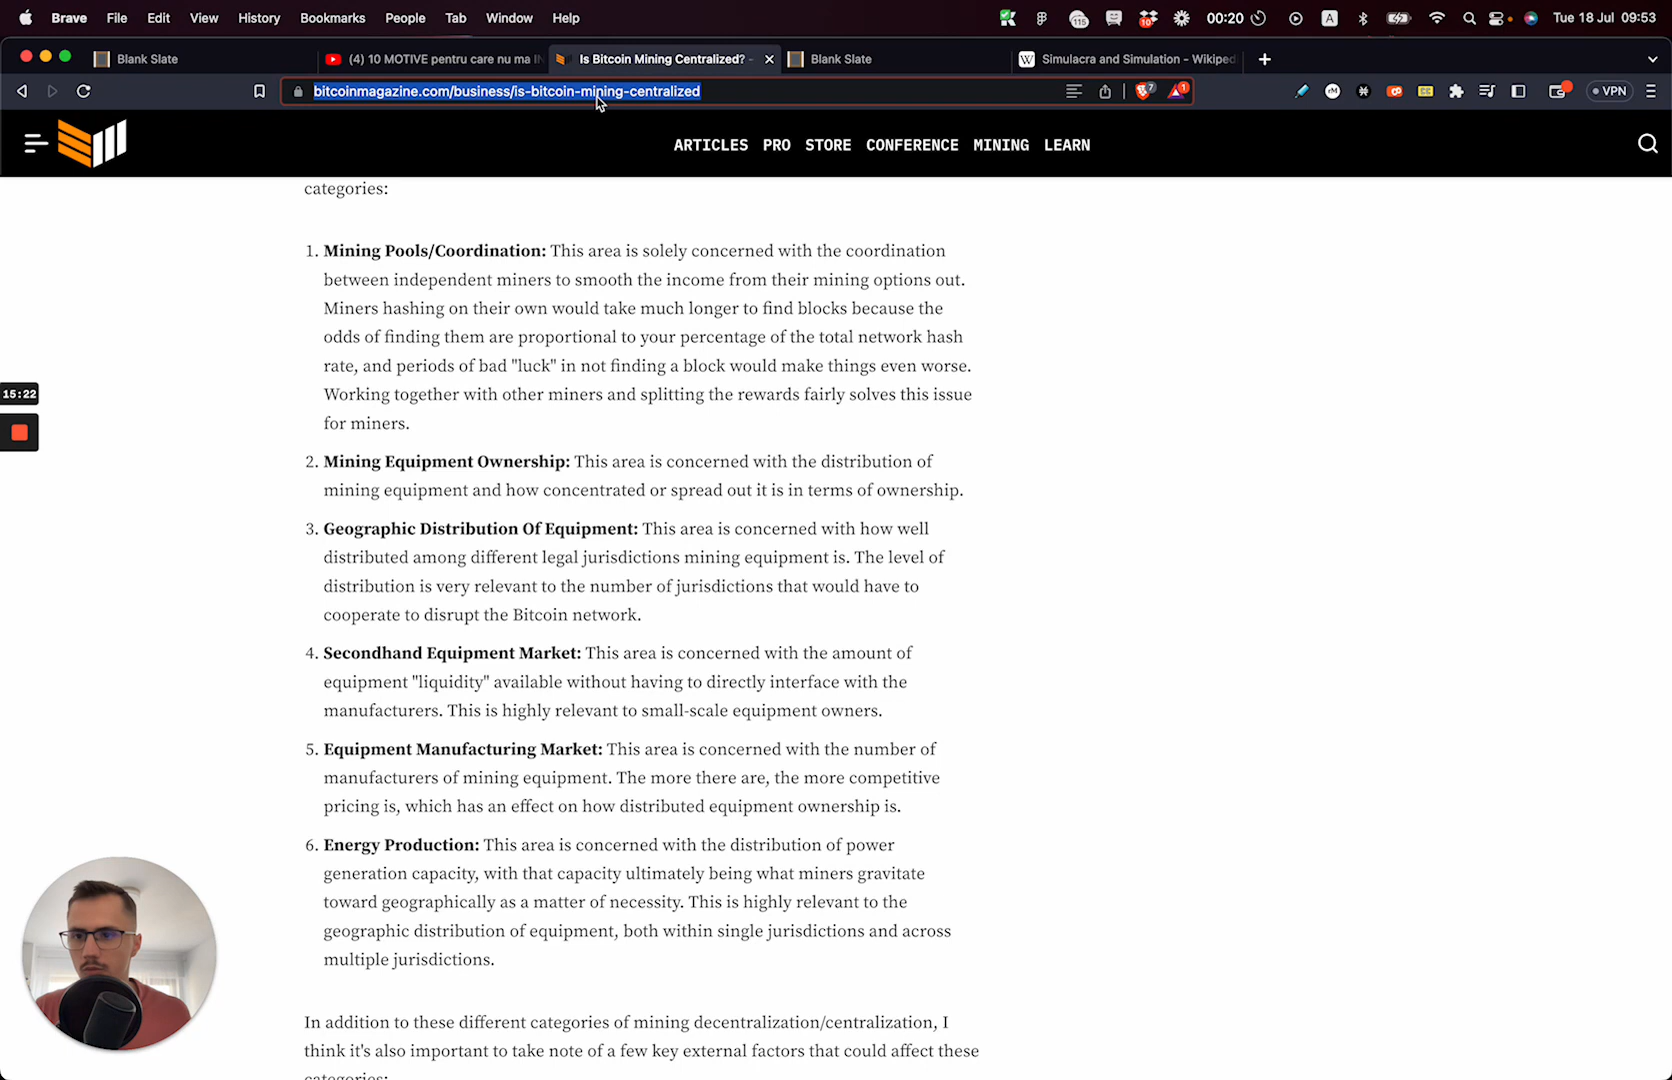 Brave File Edit View History Bookmarks People Tab Window Help
115 10 00:20 A Tue 18 Jul 09:53
Blank Slate
(4) 10 MOTIVE pentru care nu ma IN
Is Bitcoin Mining Centralized? -
Blank Slate
W Simulacra and Simulation - Wikiped
bitcoinmagazine.com/business/is-bitcoin-mining-centralized
7 1 VPN
ARTICLES PRO STORE CONFERENCE MINING LEARN
categories:
1. Mining Pools/Coordination: This area is solely concerned with the coordination
between independent miners to smooth the income from their mining options out.
Miners hashing on their own would take much longer to find blocks because the
odds of finding them are proportional to your percentage of the total network hash
rate, and periods of bad "luck" in not finding a block would make things even worse.
Working together with other miners and splitting the rewards fairly solves this issue
for miners.
15:22
2. Mining Equipment Ownership: This area is concerned with the distribution of
mining equipment and how concentrated or spread out it is in terms of ownership.
3. Geographic Distribution Of Equipment: This area is concerned with how well
distributed among different legal jurisdictions mining equipment is. The level of
distribution is very relevant to the number of jurisdictions that would have to
cooperate to disrupt the Bitcoin network.
4. Secondhand Equipment Market: This area is concerned with the amount of
equipment "liquidity" available without having to directly interface with the
manufacturers. This is highly relevant to small-scale equipment owners.
5. Equipment Manufacturing Market: This area is concerned with the number of
manufacturers of mining equipment. The more there are, the more competitive
pricing is, which has an effect on how distributed equipment ownership is.
6. Energy Production: This area is concerned with the distribution of power
generation capacity, with that capacity ultimately being what miners gravitate
toward geographically as a matter of necessity. This is highly relevant to the
geographic distribution of equipment, both within single jurisdictions and across
multiple jurisdictions.
In addition to these different categories of mining decentralization/centralization, I
think it's also important to take note of a few key external factors that could affect these
categories: